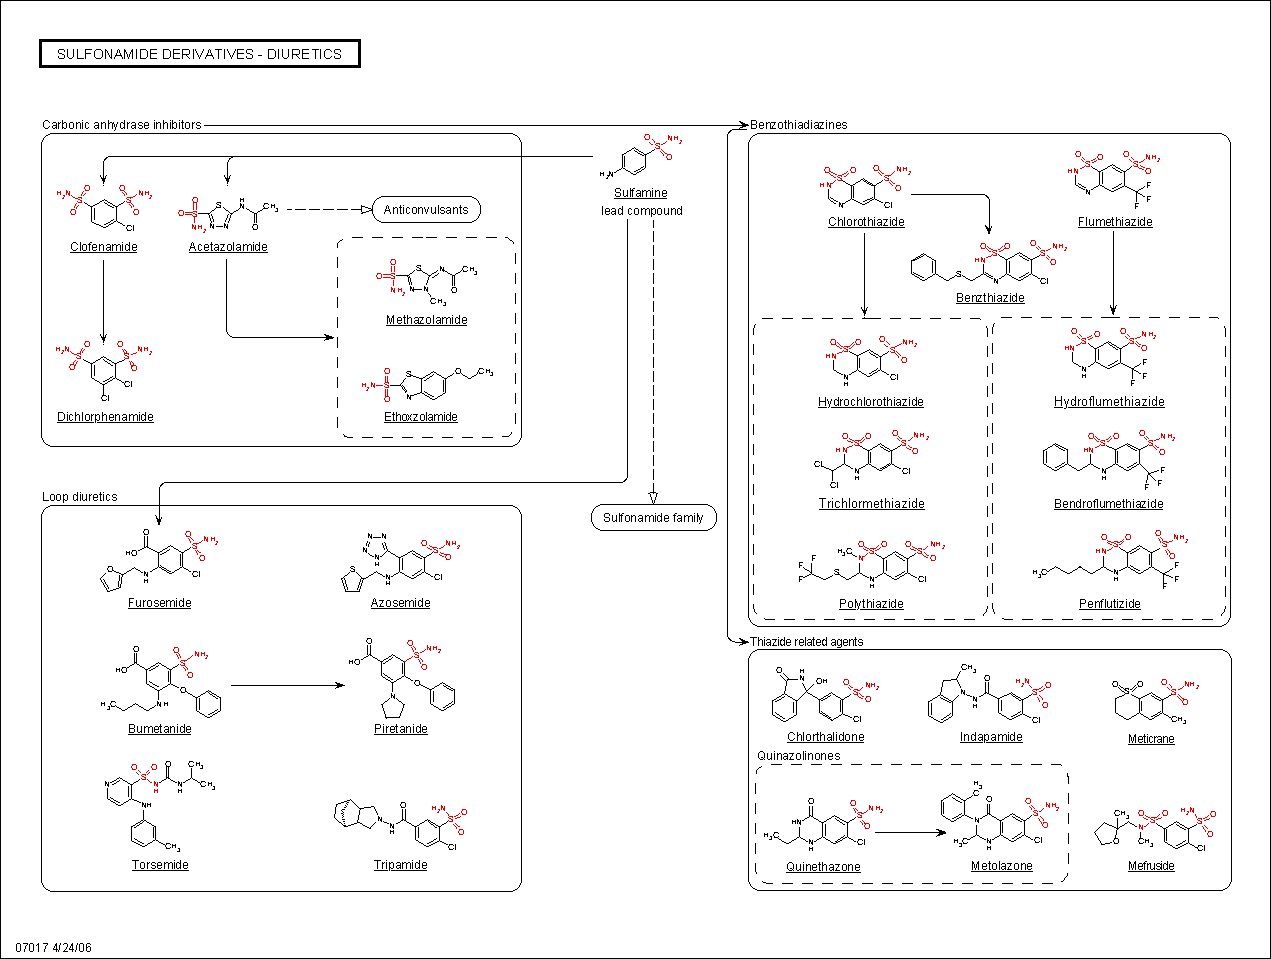 SULFONAMIDE DERIVATIVES - DIURETICS
Carbonic anhydrase inhibitors
Clofenamide
Acetazolamide
Anticonvulsants
Methazolamide
Dichlorphenamide
Ethoxzolamide
Sulfamine
lead compound
Sulfonamide family
Benzothiadiazines
Chlorothiazide
Flumethiazide
Benzthiazide
Hydrochlorothiazide
Hydroflumethiazide
Trichlormethiazide
Bendroflumethiazide
Polythiazide
Penflutizide
Loop diuretics
Furosemide
Azosemide
Bumetanide
Piretanide
Torsemide
Tripamide
Thiazide related agents
Chlorthalidone
Indapamide
Meticrane
Quinazolinones
Quinethazone
Metolazone
Mefruside
07017 4/24/06